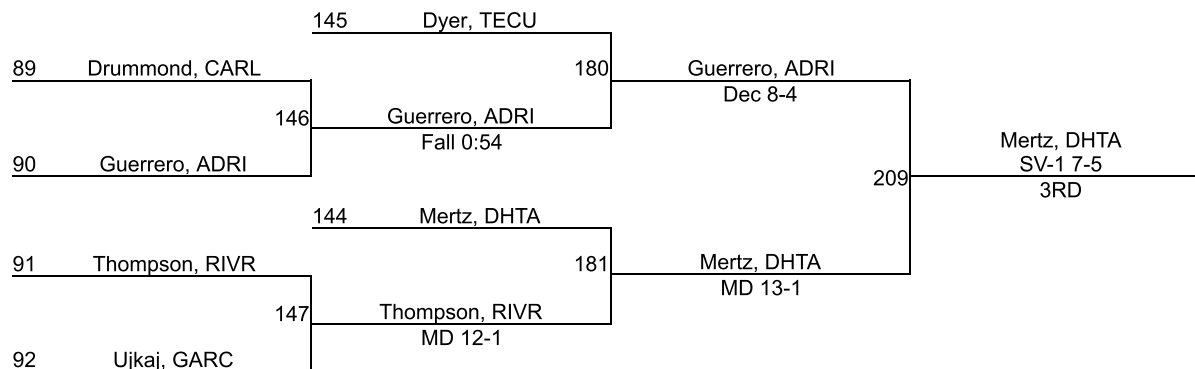 145 Dyer, TECU
89 Drummond, CARL
180 Guerrero, ADRI
Dec 8-4
146 Guerrero, ADRI
Fall 0:54
90 Guerrero, ADRI
Mertz, DHTA
SV-1 7-5
209
3RD
144 Mertz, DHTA
91 Thompson, RIVR
181 Mertz, DHTA
MD 13-1
147 Thompson, RIVR
MD 12-1
92 Ujkaj, GARC